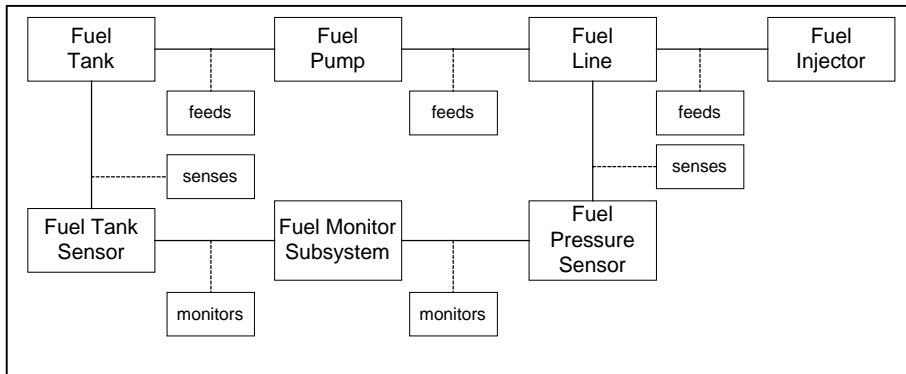 Fuel
Tank
Fuel
Pump
Fuel
Line
Fuel
Injector
feeds
feeds
feeds
senses
senses
Fuel Tank
Sensor
Fuel Monitor
Subsystem
Fuel
Pressure
Sensor
monitors
monitors